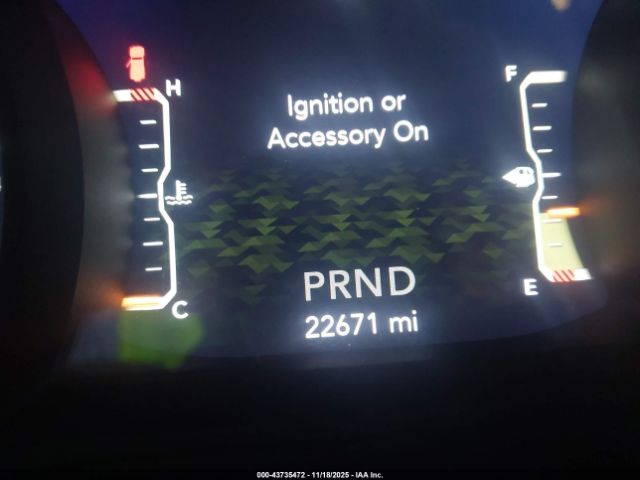 H
F
Ignition or
Accessory On
PRND
E
C
22671 mi
000-43735472 - 11/18/2025 - IAA Inc.